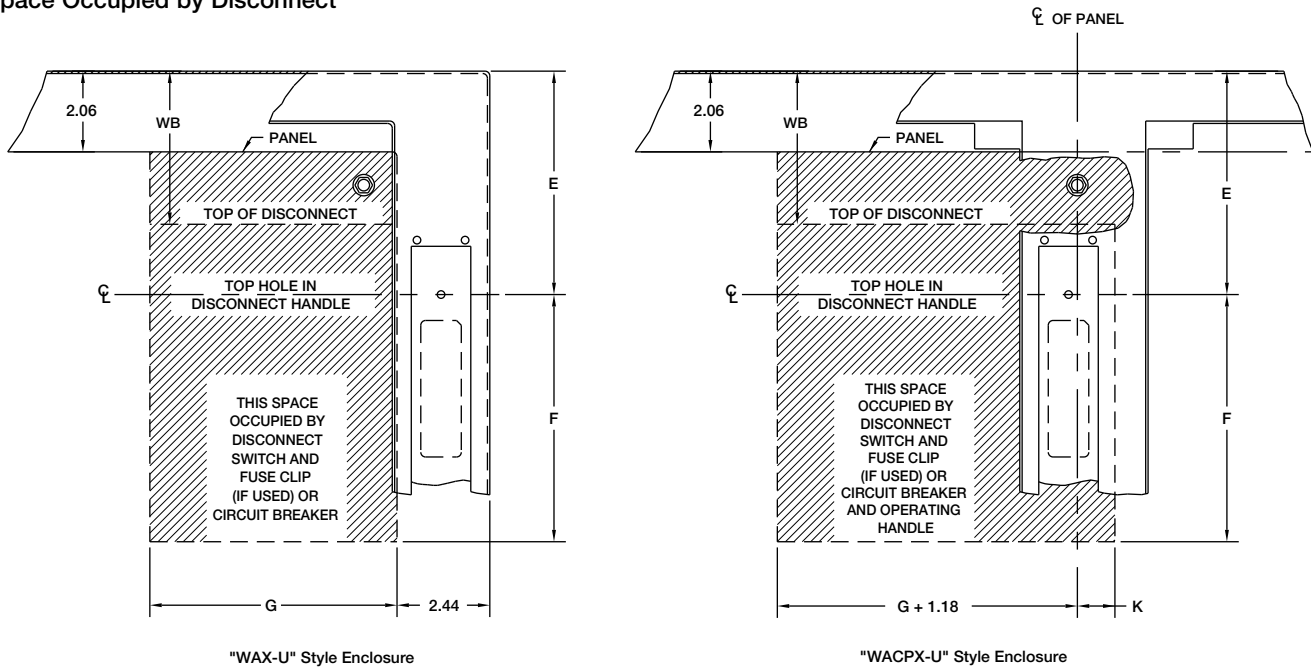 pace Occupied by Disconnect
℄ OF PANEL
2.06
WB
PANEL
E
TOP OF DISCONNECT
℄
TOP HOLE IN
DISCONNECT HANDLE
THIS SPACE
OCCUPIED BY
DISCONNECT
SWITCH AND
FUSE CLIP
(IF USED) OR
CIRCUIT BREAKER
F
G
2.44
"WAX-U" Style Enclosure
2.06
WB
PANEL
E
TOP OF DISCONNECT
℄
TOP HOLE IN
DISCONNECT HANDLE
THIS SPACE
OCCUPIED BY
DISCONNECT
SWITCH AND
FUSE CLIP
(IF USED) OR
CIRCUIT BREAKER
AND OPERATING
HANDLE
F
G + 1.18
K
"WACPX-U" Style Enclosure